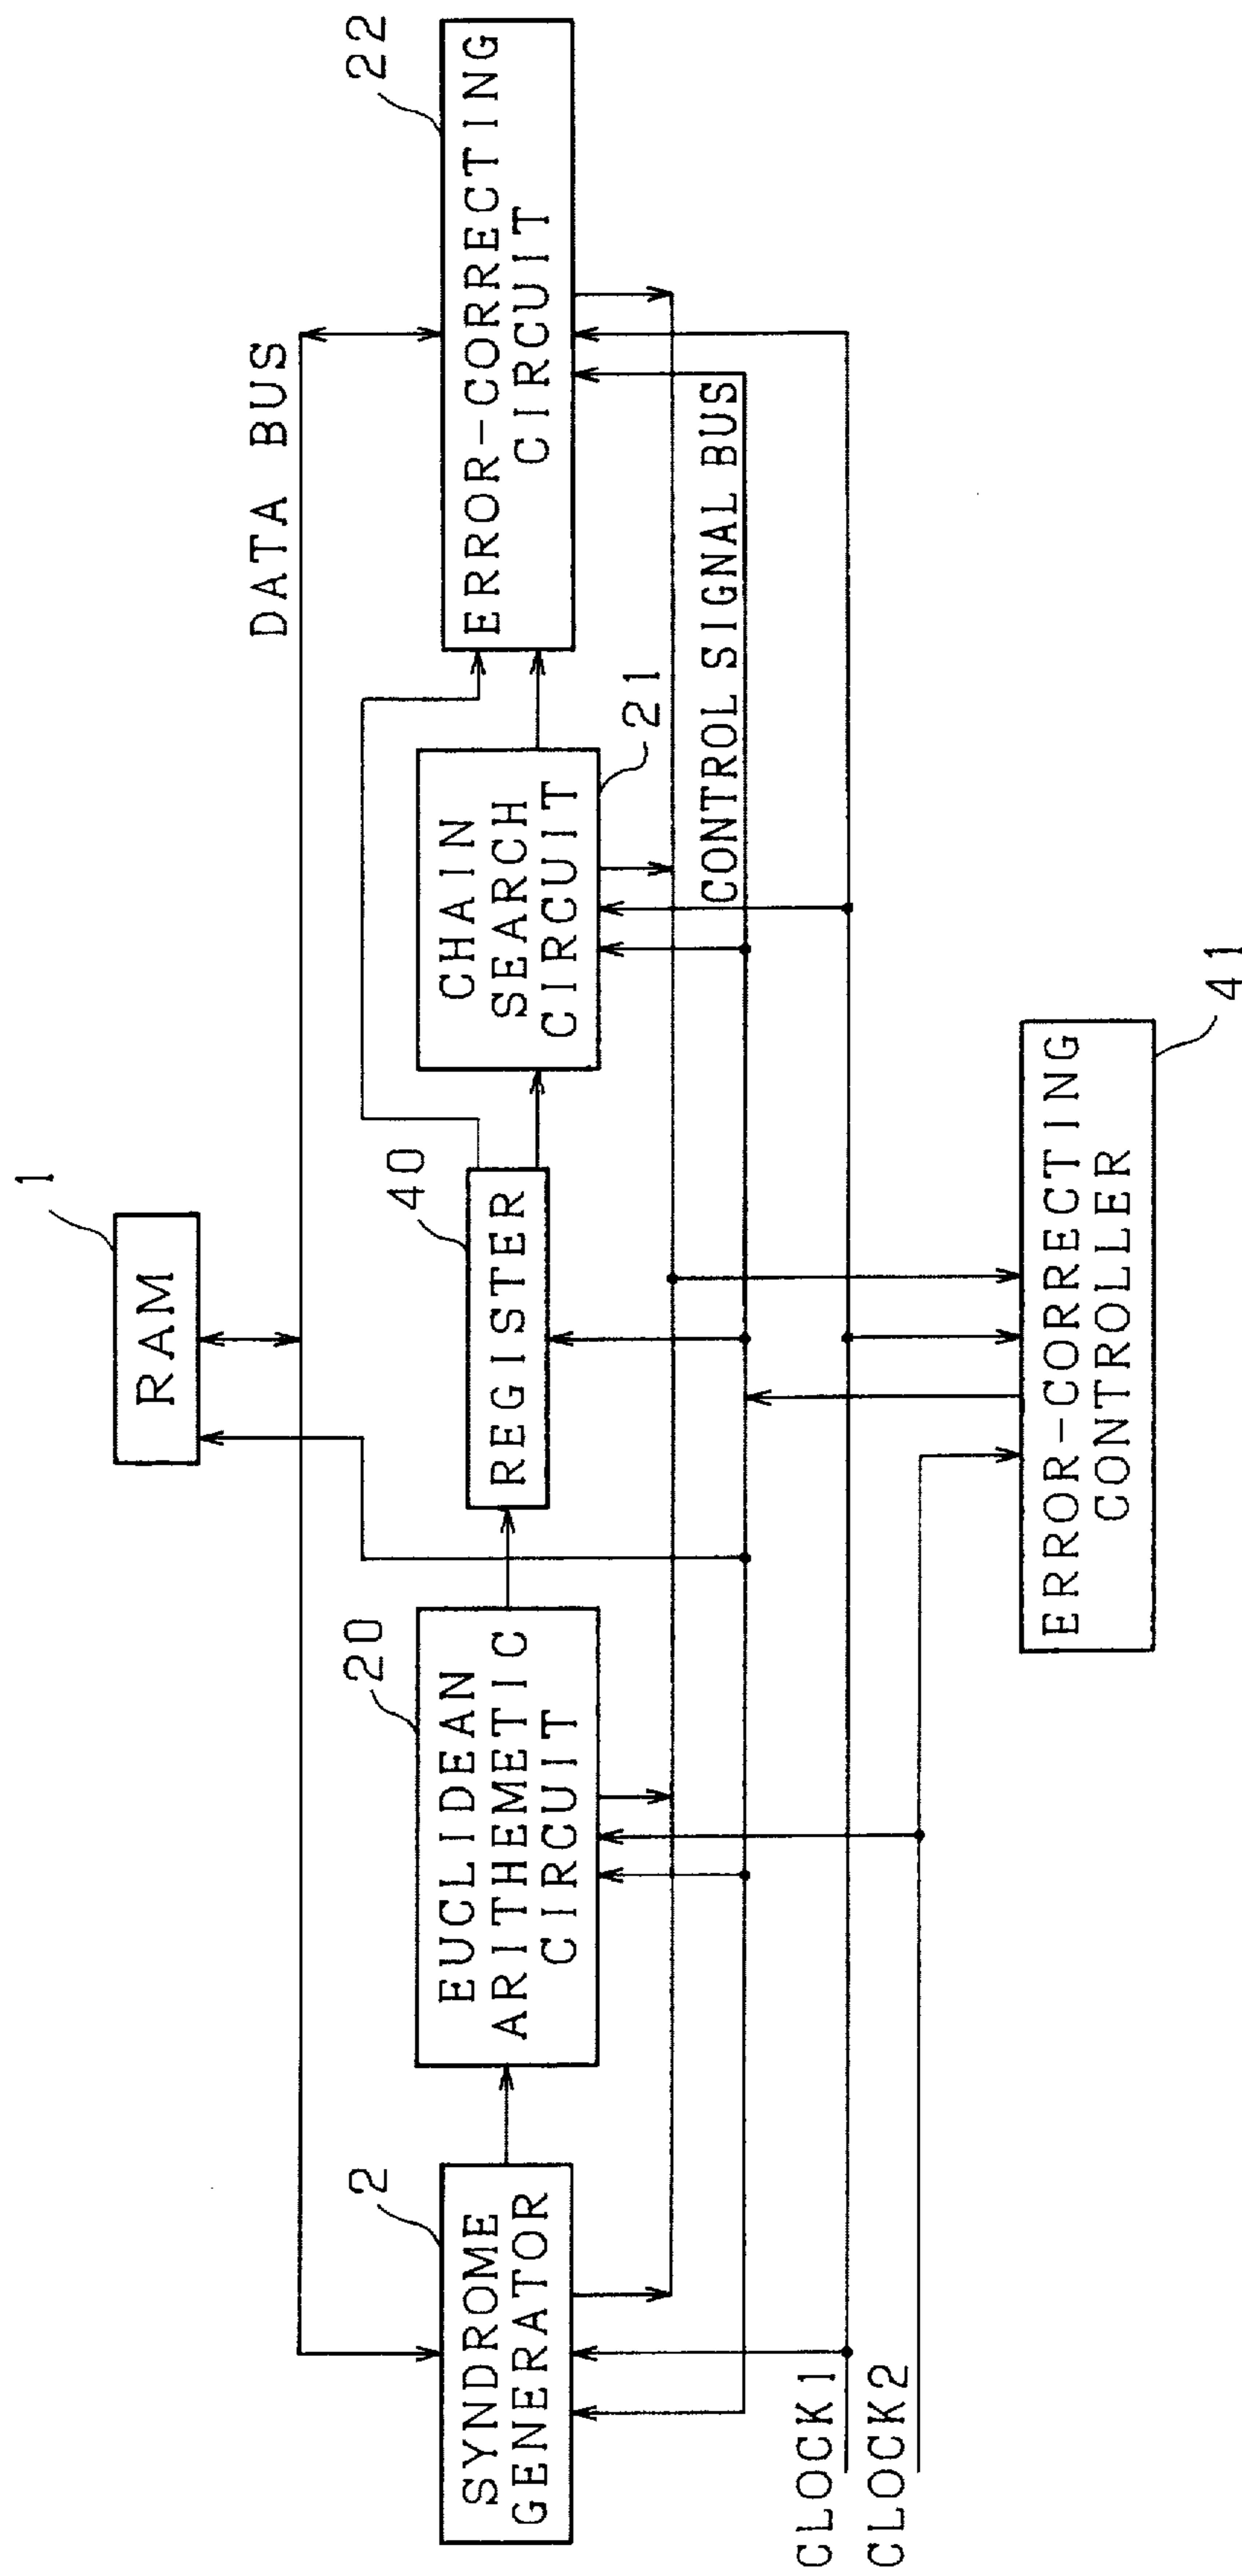 1
RAM
DATA BUS
2
SYNDROME
GENERATOR
20
EUCLIDEAN
ARITHEMETIC
CIRCUIT
40
REGISTER
CHAIN
SEARCH
CIRCUIT
21
22
ERROR-CORRECTING
CIRCUIT
CONTROL SIGNAL BUS
CLOCK1
CLOCK2
ERROR-CORRECTING
CONTROLLER
41